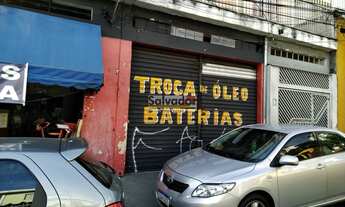 S
A
TROCA DE ÓLEO
Salvador
BATERIAS